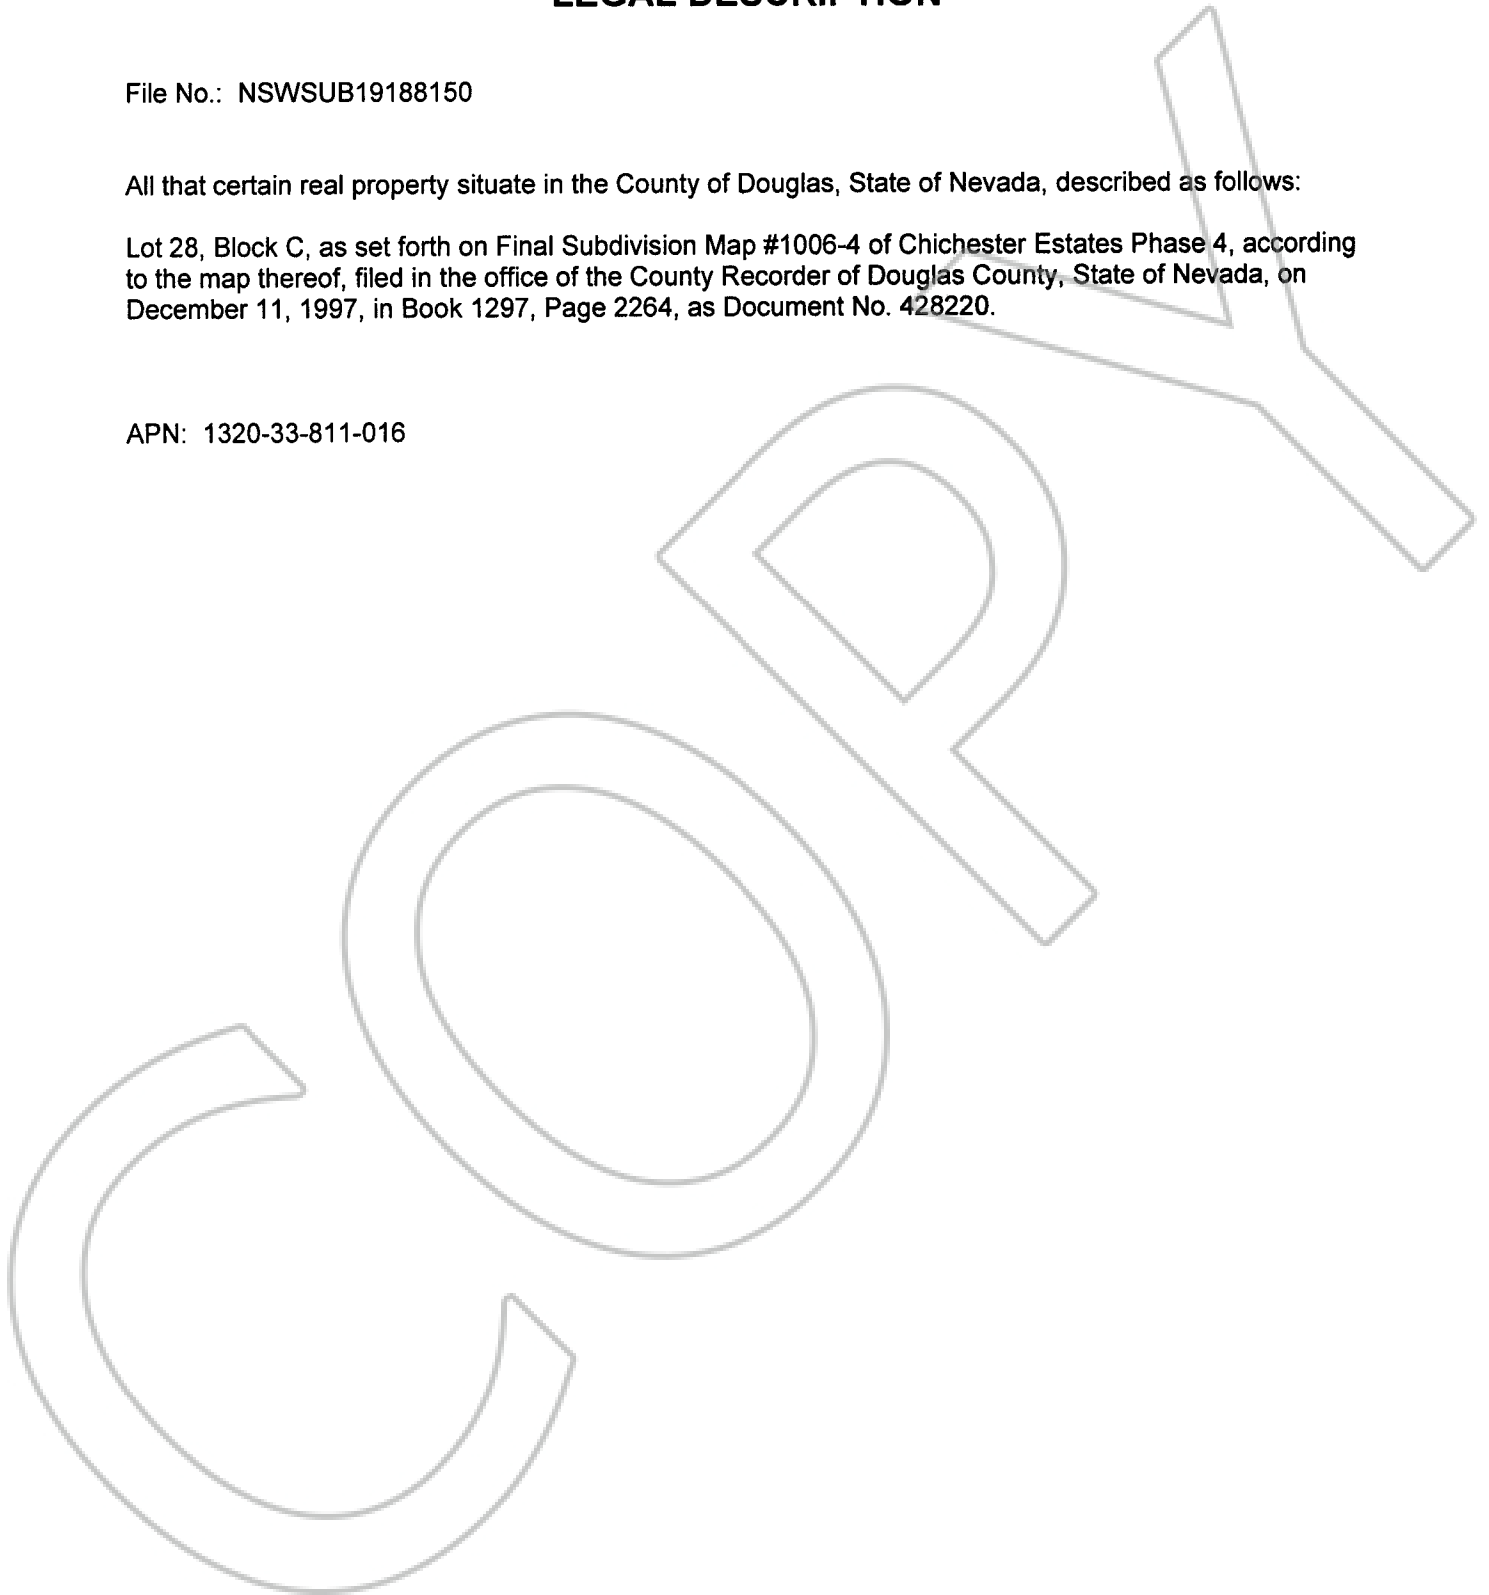 LEGAL DESCRIPTION
File No.: NSWSUB19188150
All that certain real property situate in the County of Douglas, State of Nevada, described as follows:
Lot 28, Block C, as set forth on Final Subdivision Map #1006-4 of Chichester Estates Phase 4, according
to the map thereof, filed in the office of the County Recorder of Douglas County, State of Nevada, on
December 11, 1997, in Book 1297, Page 2264, as Document No. 428220.
APN: 1320-33-811-016
COPY